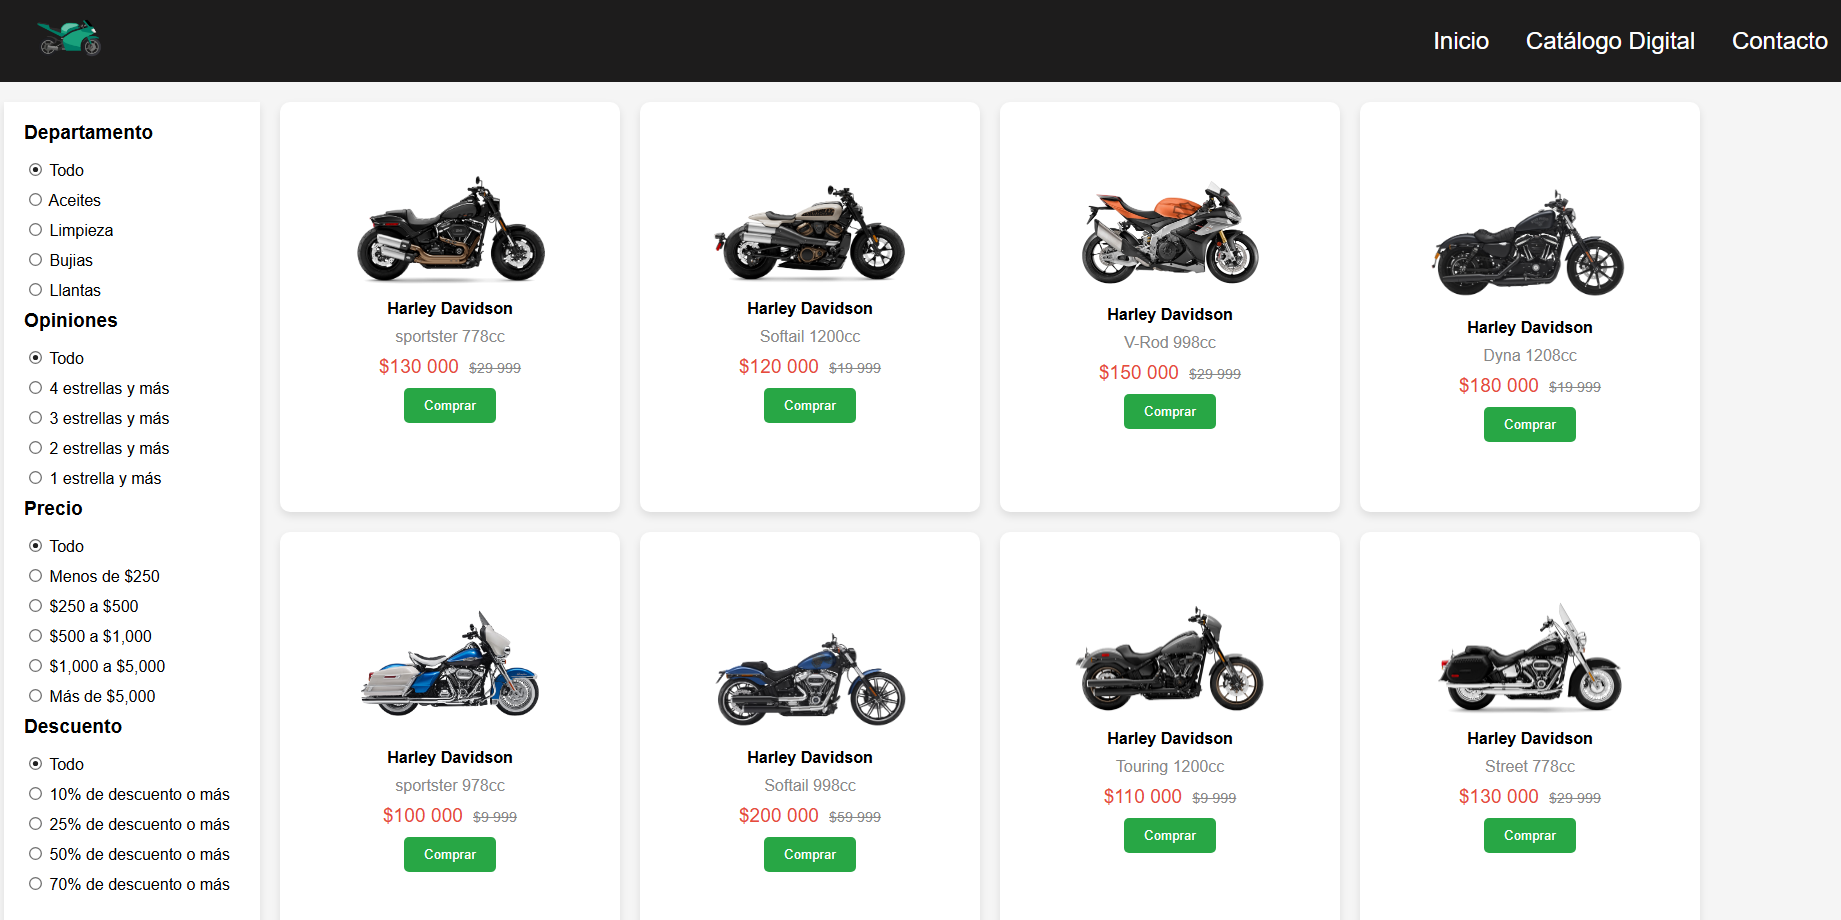 Inicio
Catálogo Digital
Contacto
Departamento
Todo
Aceites
Limpieza
Bujias
Llantas
Opiniones
Todo
4 estrellas y más
3 estrellas y más
2 estrellas y más
1 estrella y más
Precio
Todo
Menos de $250
$250 a $500
$500 a $1,000
$1,000 a $5,000
Más de $5,000
Descuento
Todo
10% de descuento o más
25% de descuento o más
50% de descuento o más
70% de descuento o más
Harley Davidson
sportster 778cc
$130 000 $29 999
Comprar
Harley Davidson
Softail 1200cc
$120 000 $19 999
Comprar
Harley Davidson
V-Rod 998cc
$150 000 $29 999
Comprar
Harley Davidson
Dyna 1208cc
$180 000 $19 999
Comprar
Harley Davidson
sportster 978cc
$100 000 $9 999
Comprar
Harley Davidson
Softail 998cc
$200 000 $59 999
Comprar
Harley Davidson
Touring 1200cc
$110 000 $9 999
Comprar
Harley Davidson
Street 778cc
$130 000 $29 999
Comprar